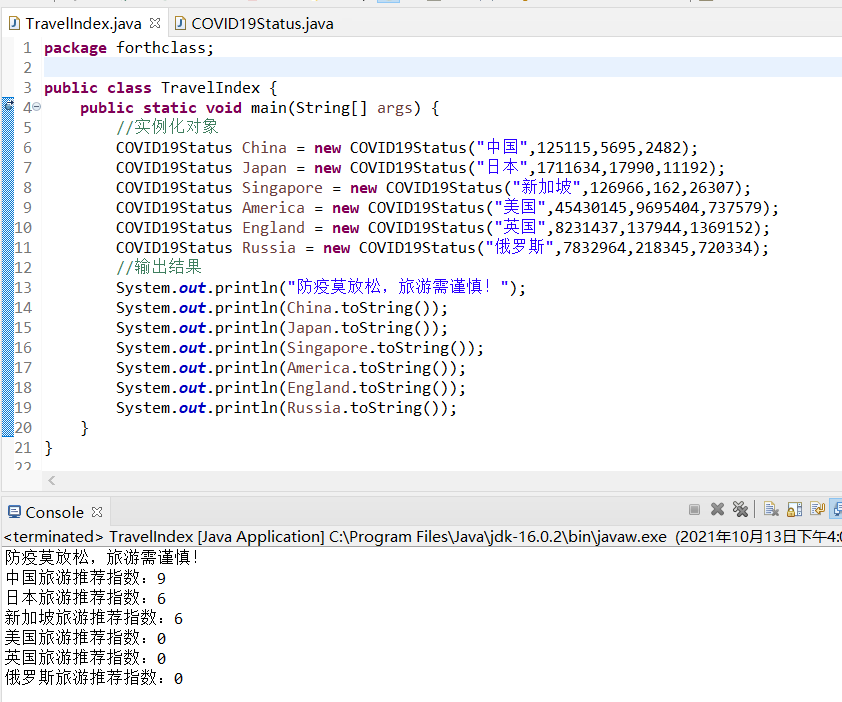 TravelIndex.java COVID19Status.java
1 package forthclass;
2
3 public class TravelIndex {
4 public static void main(String[] args) {
5 //实例化对象
6 COVID19Status China = new COVID19Status("中国",125115,5695,2482);
7 COVID19Status Japan = new COVID19Status("日本",1711634,17990,11192);
8 COVID19Status Singapore = new COVID19Status("新加坡",126966,162,26307);
9 COVID19Status America = new COVID19Status("美国",45430145,9695404,737579);
10 COVID19Status England = new COVID19Status("英国",8231437,137944,1369152);
11 COVID19Status Russia = new COVID19Status("俄罗斯",7832964,218345,720334);
12 //输出结果
13 System.out.println("防疫莫放松，旅游需谨慎！");
14 System.out.println(China.toString());
15 System.out.println(Japan.toString());
16 System.out.println(Singapore.toString());
17 System.out.println(America.toString());
18 System.out.println(England.toString());
19 System.out.println(Russia.toString());
20 }
21 }
22
Console
<terminated> TravelIndex [Java Application] C:\Program Files\Java\jdk-16.0.2\bin\javaw.exe (2021年10月13日下午4:0
防疫莫放松，旅游需谨慎！
中国旅游推荐指数：9
日本旅游推荐指数：6
新加坡旅游推荐指数：6
美国旅游推荐指数：0
英国旅游推荐指数：0
俄罗斯旅游推荐指数：0